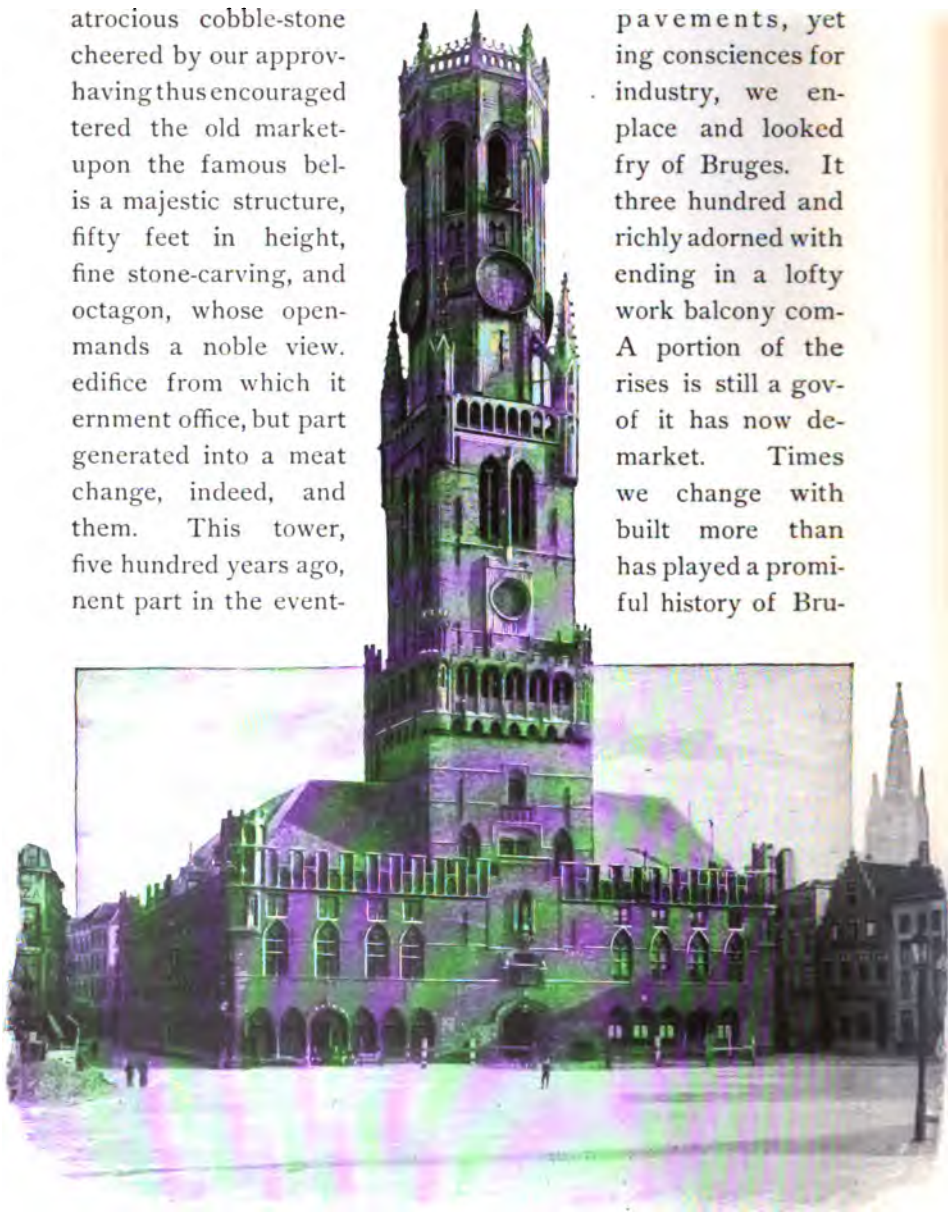 atrocious cobble-stone pavements, yet
cheered by our approv- ing consciences for
having thus encouraged industry, we en-
tered the old market- place and looked
upon the famous bel- fry of Bruges. It
is a majestic structure, three hundred and
fifty feet in height, richly adorned with
fine stone-carving, and ending in a lofty
octagon, whose open- work balcony com-
mands a noble view. A portion of the
edifice from which it rises is still a gov-
ernment office, but part of it has now de-
generated into a meat market. Times
change, indeed, and we change with
them. This tower, built more than
five hundred years ago, has played a promi-
nent part in the event- ful history of Bru-